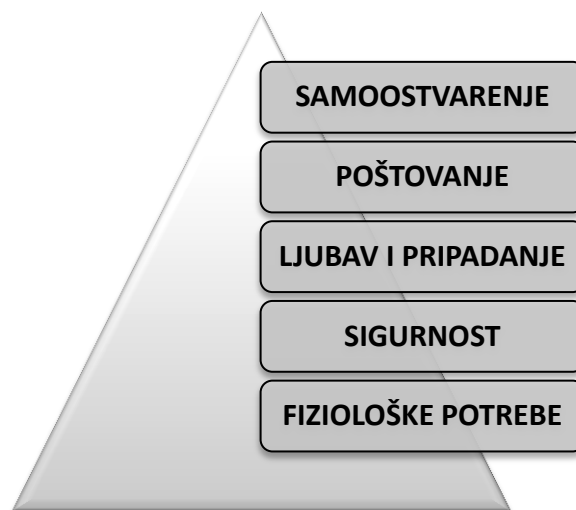 SAMOOSTVARENJE
POŠTOVANJE
LJUBAV I PRIPADANJE
SIGURNOST
FIZIOLOŠKE POTREBE